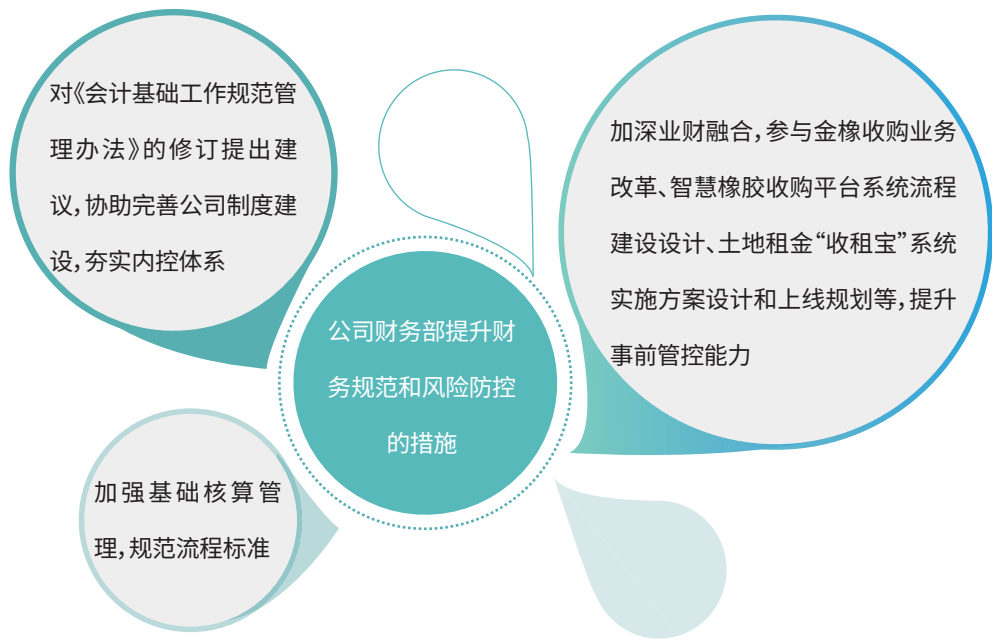 对《会计基础工作规范管
理办法》的修订提出建
议，协助完善公司制度建
设，夯实内控体系
加深业财融合，参与金橡收购业务
改革、智慧橡胶收购平台系统流程
建设设计、土地租金“收租宝”系统
实施方案设计和上线规划等，提升
事前管控能力
公司财务部提升财
务规范和风险防控
的措施
加强基础核算管
理，规范流程标准